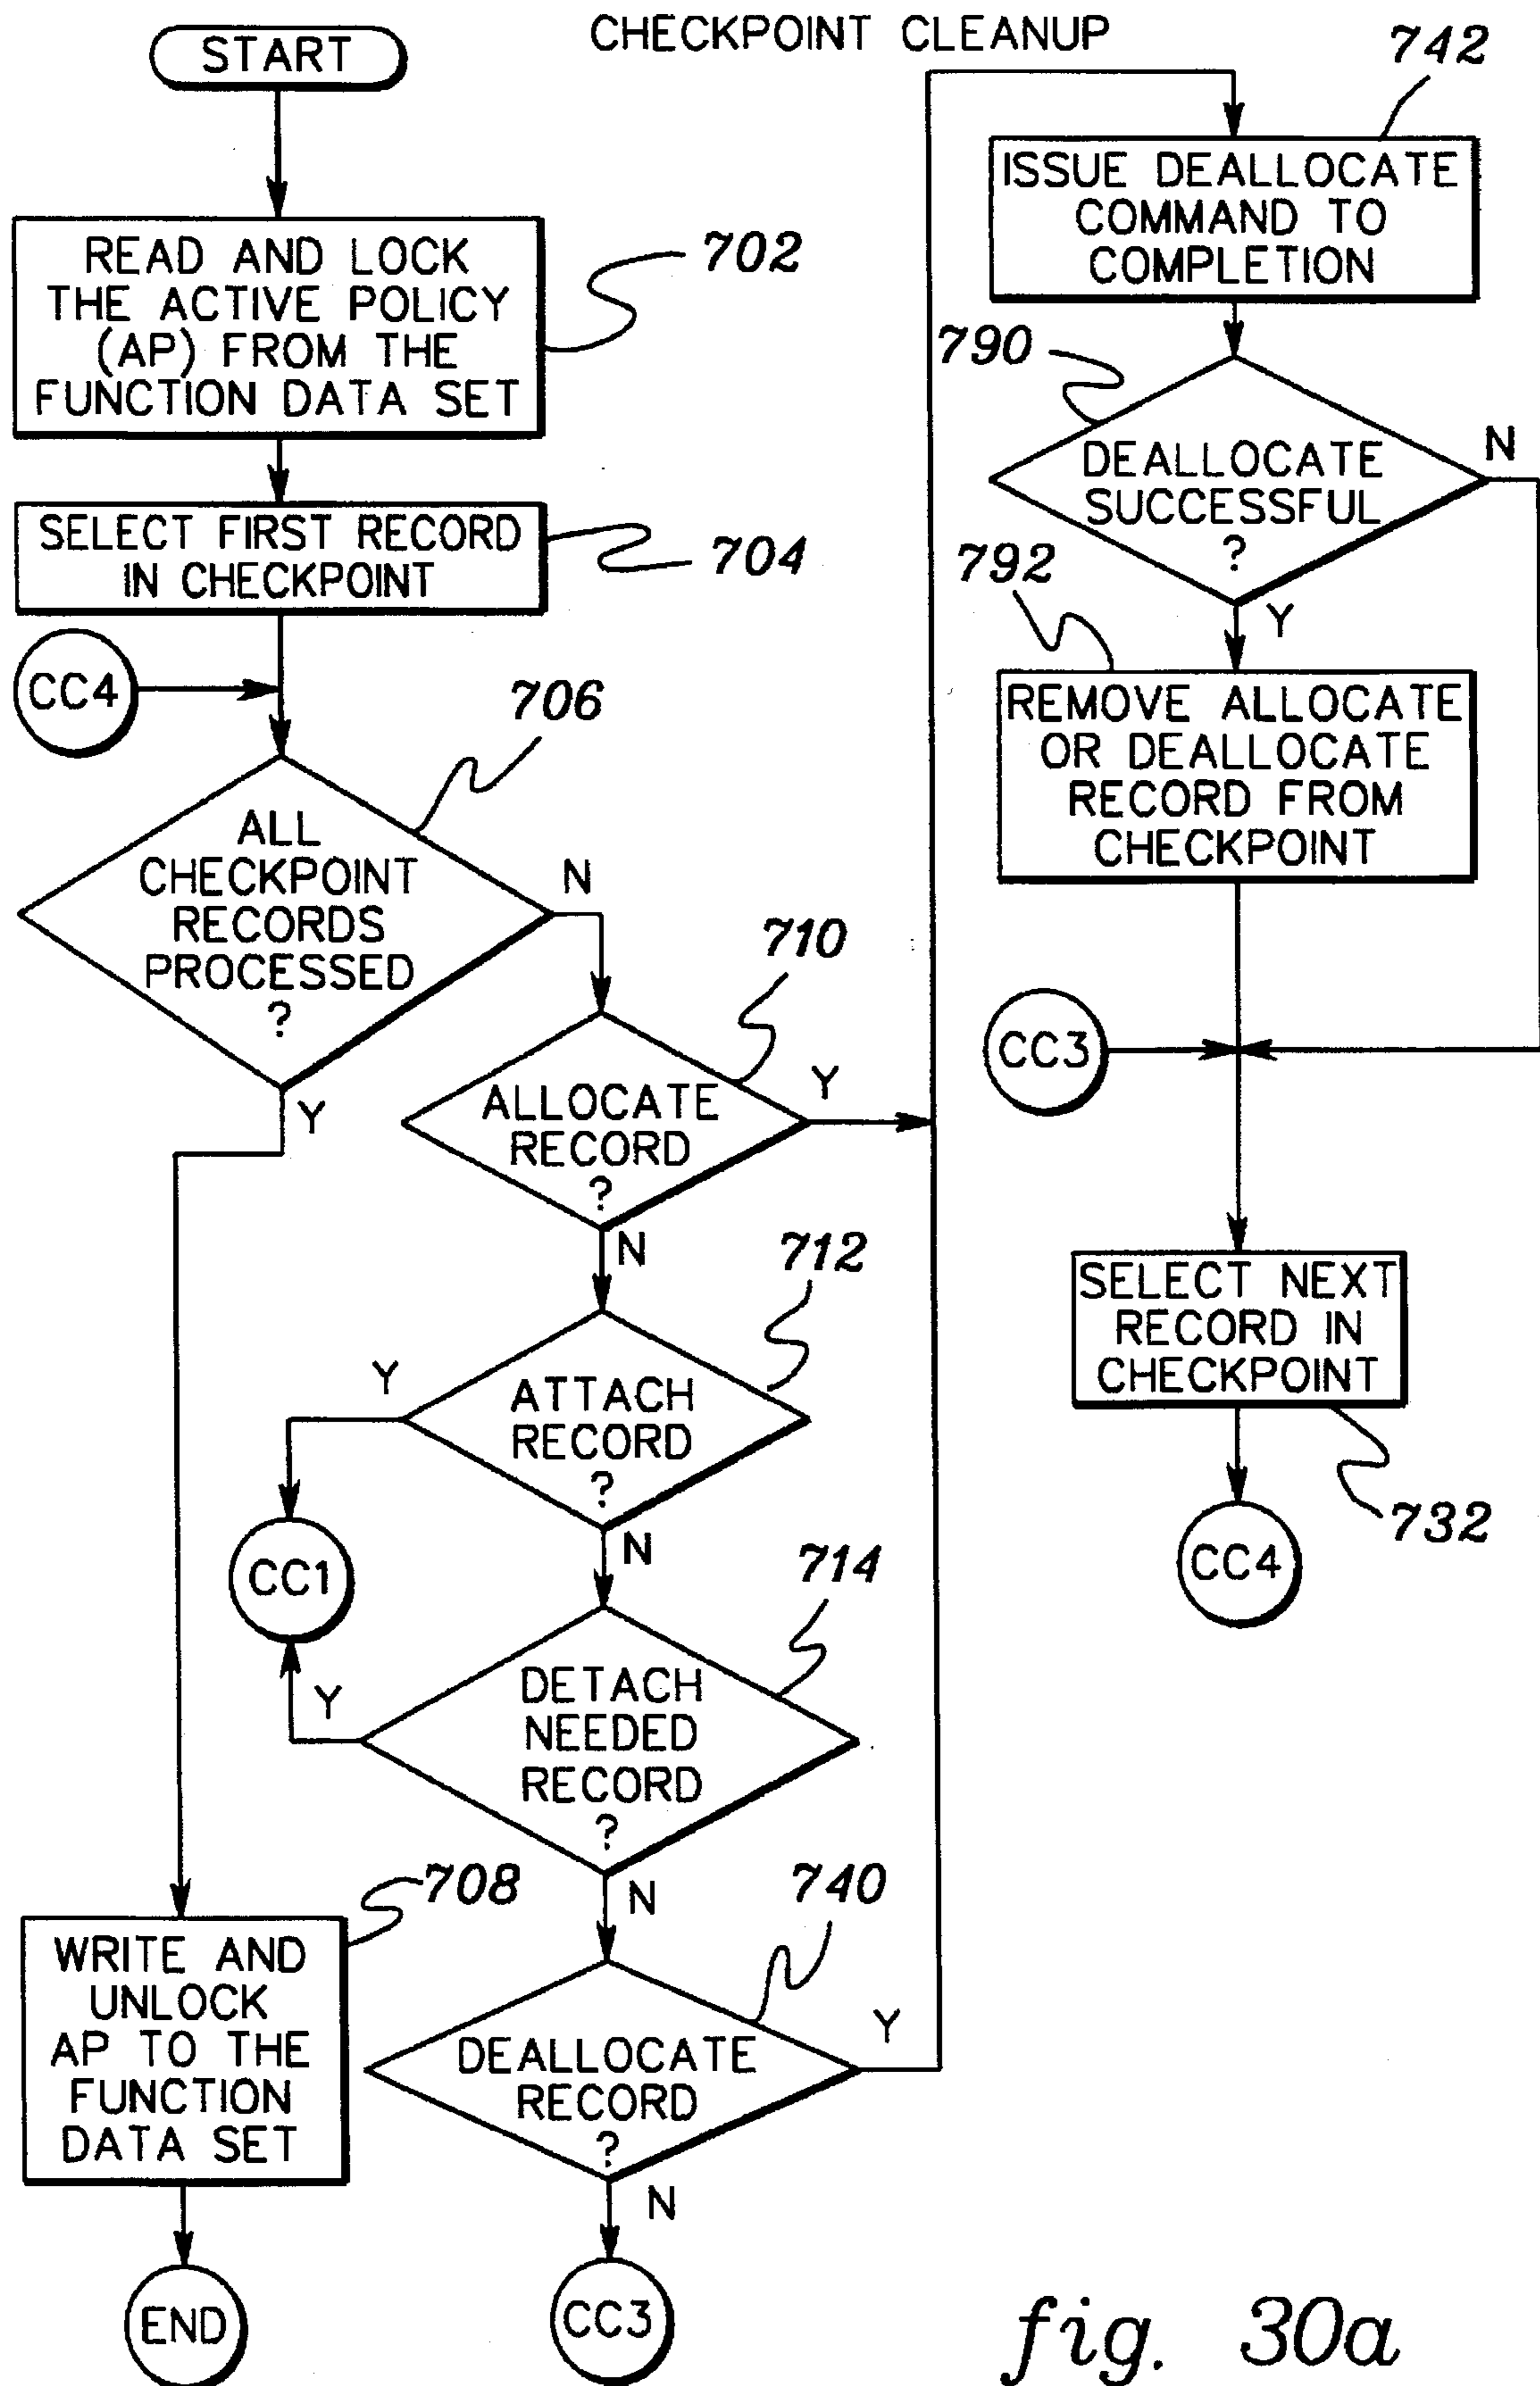 CHECKPOINT CLEANUP
START
READ AND LOCK
THE ACTIVE POLICY
(AP) FROM THE
FUNCTION DATA SET
702
SELECT FIRST RECORD
IN CHECKPOINT
704
CC4
706
ALL
CHECKPOINT
RECORDS
PROCESSED
?
N
Y
710
ALLOCATE
RECORD
?
Y
N
712
ATTACH
RECORD
?
Y
N
CC1
714
DETACH
NEEDED
RECORD
?
Y
N
708
WRITE AND
UNLOCK
AP TO THE
FUNCTION
DATA SET
END
740
DEALLOCATE
RECORD
?
Y
N
CC3
742
ISSUE DEALLOCATE
COMMAND TO
COMPLETION
790
DEALLOCATE
SUCCESSFUL
?
N
Y
792
REMOVE ALLOCATE
OR DEALLOCATE
RECORD FROM
CHECKPOINT
CC3
SELECT NEXT
RECORD IN
CHECKPOINT
732
CC4
fig. 30a